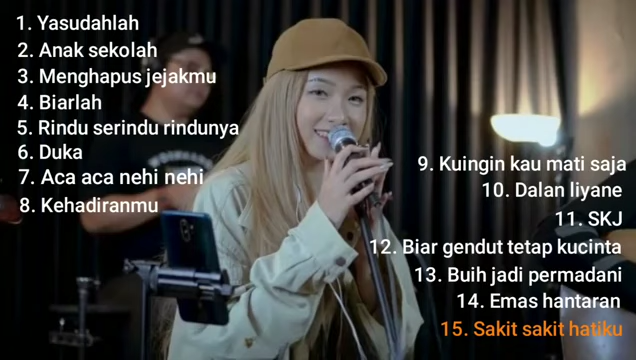 1. Yasudahlah
2. Anak sekolah
3. Menghapus jejakmu
4. Biarlah
5. Rindu serindu rindunya
6. Duka
7. Aca aca nehi nehi
8. Kehadiranmu
9. Kuingin kau mati saja
10. Dalan liyane
11. SKJ
12. Biar gendut tetap kucinta
13. Buih jadi permadani
14. Emas hantaran
15. Sakit sakit hatiku